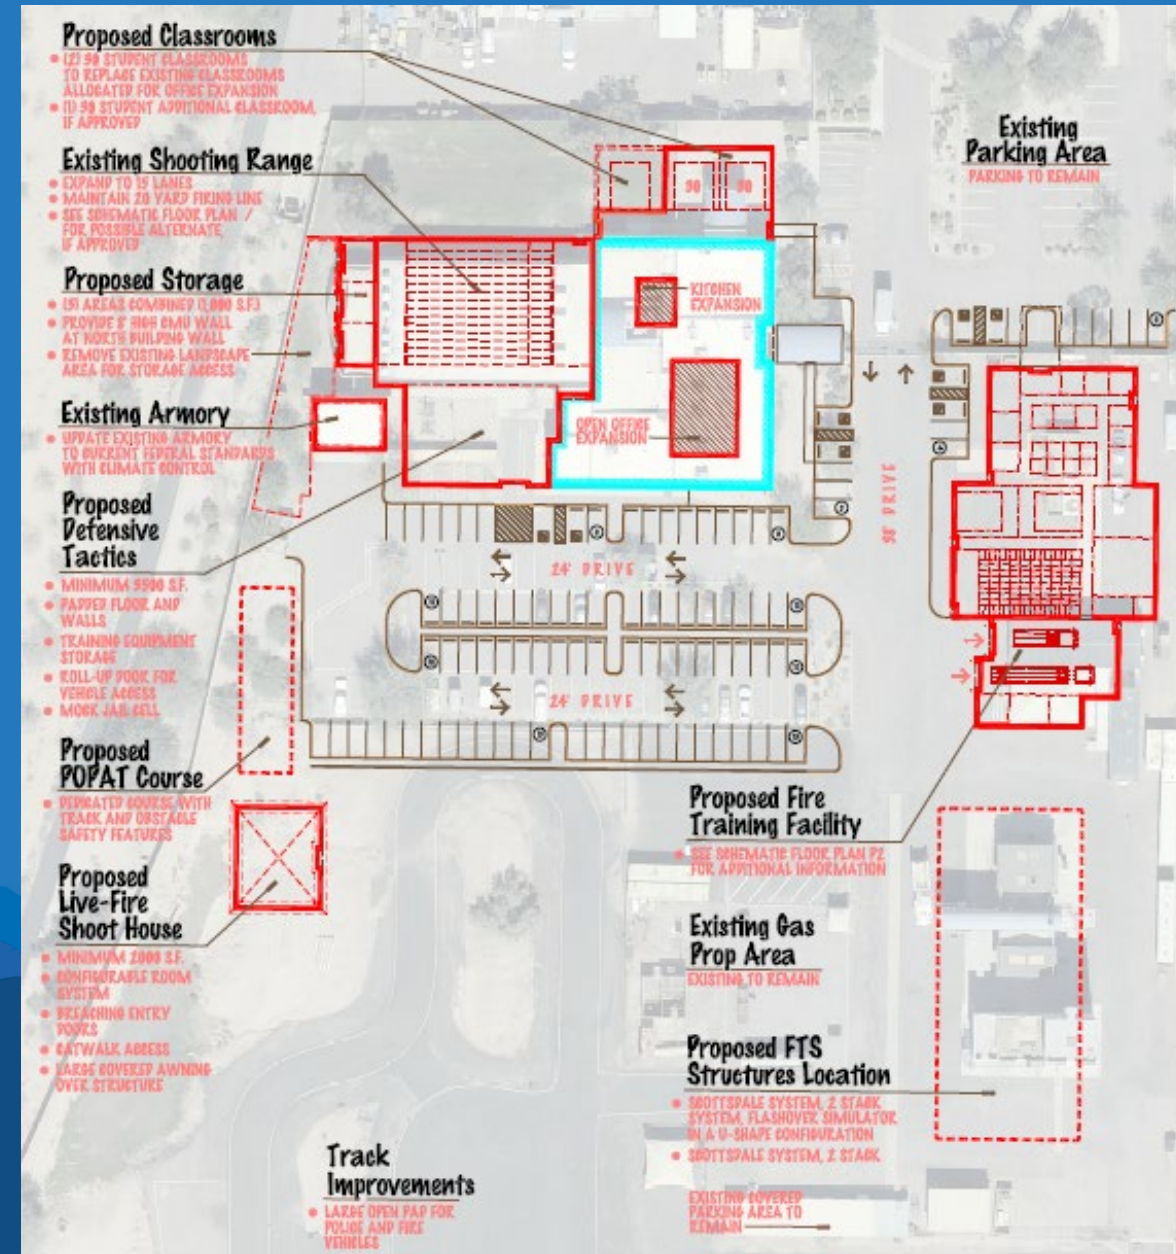 Proposed Classrooms
• (2) 30 STUDENT CLASSROOMS
TO REPLACE EXISTING CLASSROOMS
ALLOCATED FOR OFFICE EXPANSION
• (1) 30 STUDENT ADDITIONAL CLASSROOM,
IF APPROVED
Existing Shooting Range
• EXPAND TO 15 LANES
• MAINTAIN 20 YARD FIRING LINE
• SEE SCHEMATIC FLOOR PLAN /
FOR POSSIBLE ALTERNATE,
IF APPROVED
Proposed Storage
• (5) AREAS COMBINED (1,000 S.F.)
• PROVIDE 8' HIGH CMU WALL
AT NORTH BUILDING WALL
• REMOVE EXISTING LANDSCAPE
AREA FOR STORAGE ACCESS
Existing Armory
• UPDATE EXISTING ARMORY
TO CURRENT FEDERAL STANDARDS
WITH CLIMATE CONTROL
Proposed
Defensive
Tactics
• MINIMUM 3500 S.F.
• PADDED FLOOR AND
WALLS
• TRAINING EQUIPMENT
STORAGE
• ROLL-UP DOOR FOR
VEHICLE ACCESS
• MOCK JAIL CELL
Proposed
POPAT Course
• DEDICATED COURSE WITH
TRACK AND OBSTACLE
SAFETY FEATURES
Proposed
Live-Fire
Shoot House
• MINIMUM 2000 S.F.
• CONFIGURABLE ROOM
SYSTEM
• BREACHING ENTRY
DOORS
• CATWALK ACCESS
• LARGE COVERED AWNING
OVER STRUCTURE
Track
Improvements
• LARGE OPEN PAD FOR
POLICE AND FIRE
VEHICLES
30 30
KITCHEN
EXPANSION
OPEN OFFICE
EXPANSION
24' DRIVE
24' DRIVE
DRIVE
Existing
Parking Area
PARKING TO REMAIN
Proposed Fire
Training Facility
• SEE SCHEMATIC FLOOR PLAN P2
FOR ADDITIONAL INFORMATION
Existing Gas
Prop Area
EXISTING TO REMAIN
Proposed FTS
Structures Location
• SCOTTSDALE SYSTEM, 2 STACK
SYSTEM, FLASHOVER SIMULATOR
IN A U-SHAPE CONFIGURATION
• SCOTTSDALE SYSTEM, 2 STACK
EXISTING COVERED
PARKING AREA TO
REMAIN